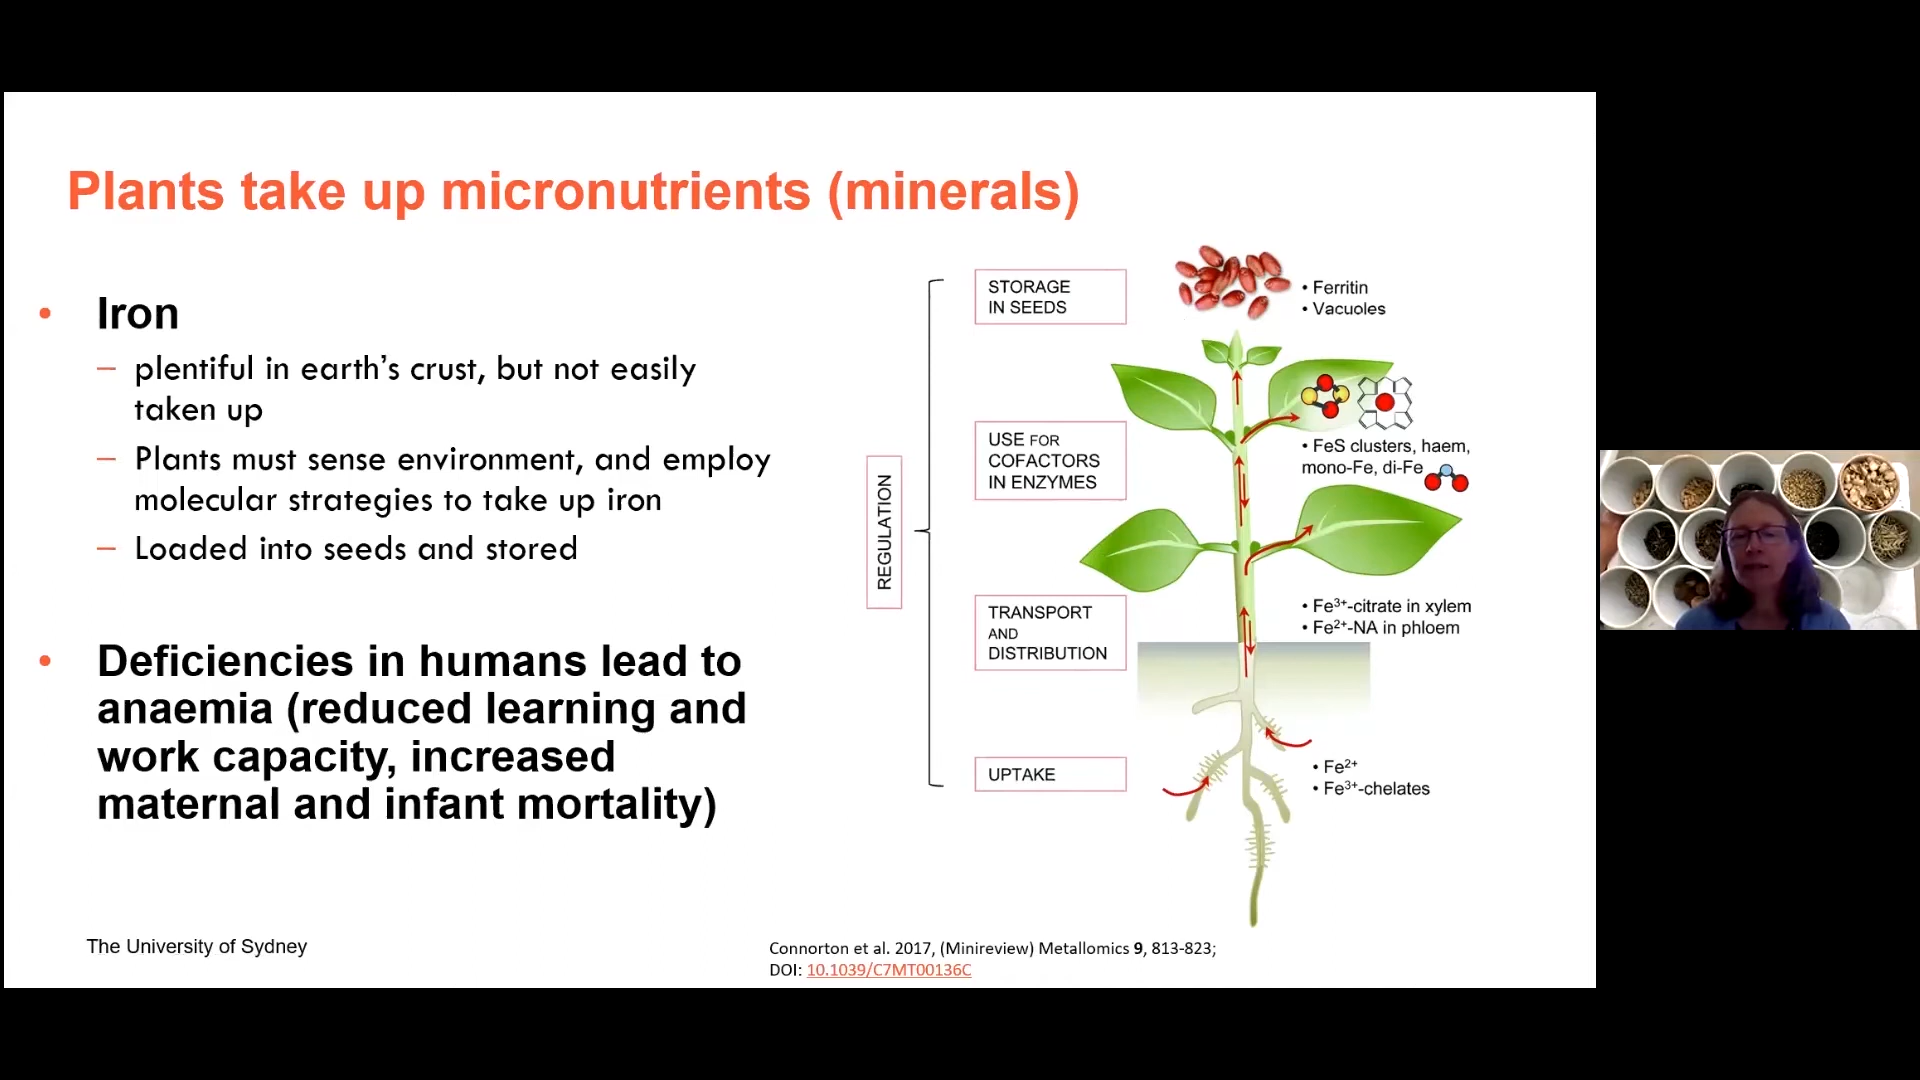 Plants take up micronutrients (minerals)
• Iron
– plentiful in earth's crust, but not easily
taken up
– Plants must sense environment, and employ
molecular strategies to take up iron
– Loaded into seeds and stored
• Deficiencies in humans lead to
anaemia (reduced learning and
work capacity, increased
maternal and infant mortality)
REGULATION
STORAGE
IN SEEDS
• Ferritin
• Vacuoles
USE FOR
COFACTORS
IN ENZYMES
• FeS clusters, haem,
mono-Fe, di-Fe
TRANSPORT
AND
DISTRIBUTION
• Fe³⁺-citrate in xylem
• Fe²⁺-NA in phloem
UPTAKE
• Fe²⁺
• Fe³⁺-chelates
The University of Sydney
Connorton et al. 2017, (Minireview) Metallomics 9, 813-823;
DOI: 10.1039/C7MT00136C